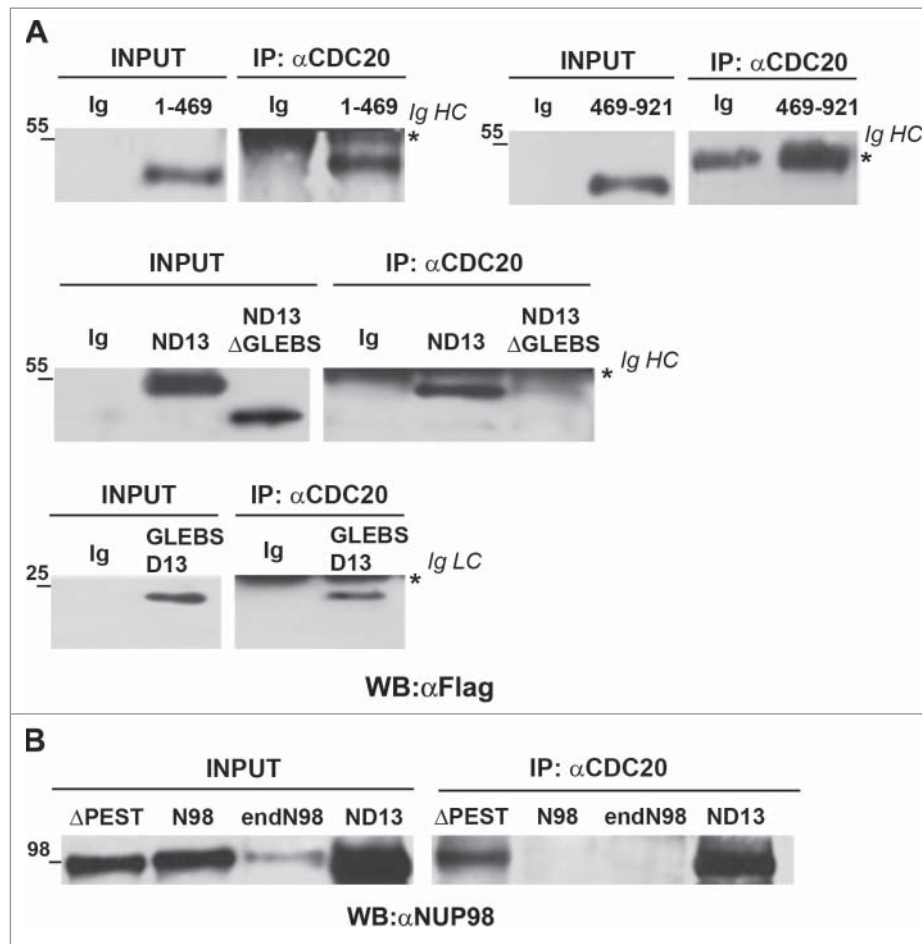 A
INPUT IP: αCDC20 INPUT IP: αCDC20
Ig 1-469 Ig 1-469 Ig HC Ig 469-921 Ig 469-921 Ig HC
55 * 55 *
INPUT IP: αCDC20
Ig ND13 ND13 ΔGLEBS Ig ND13 ND13 ΔGLEBS Ig HC
55 *
INPUT IP: αCDC20
Ig GLEBS D13 Ig GLEBS D13 Ig LC
25 *
WB:αFlag
B
INPUT IP: αCDC20
ΔPEST N98 endN98 ND13 ΔPEST N98 endN98 ND13
98
WB:αNUP98